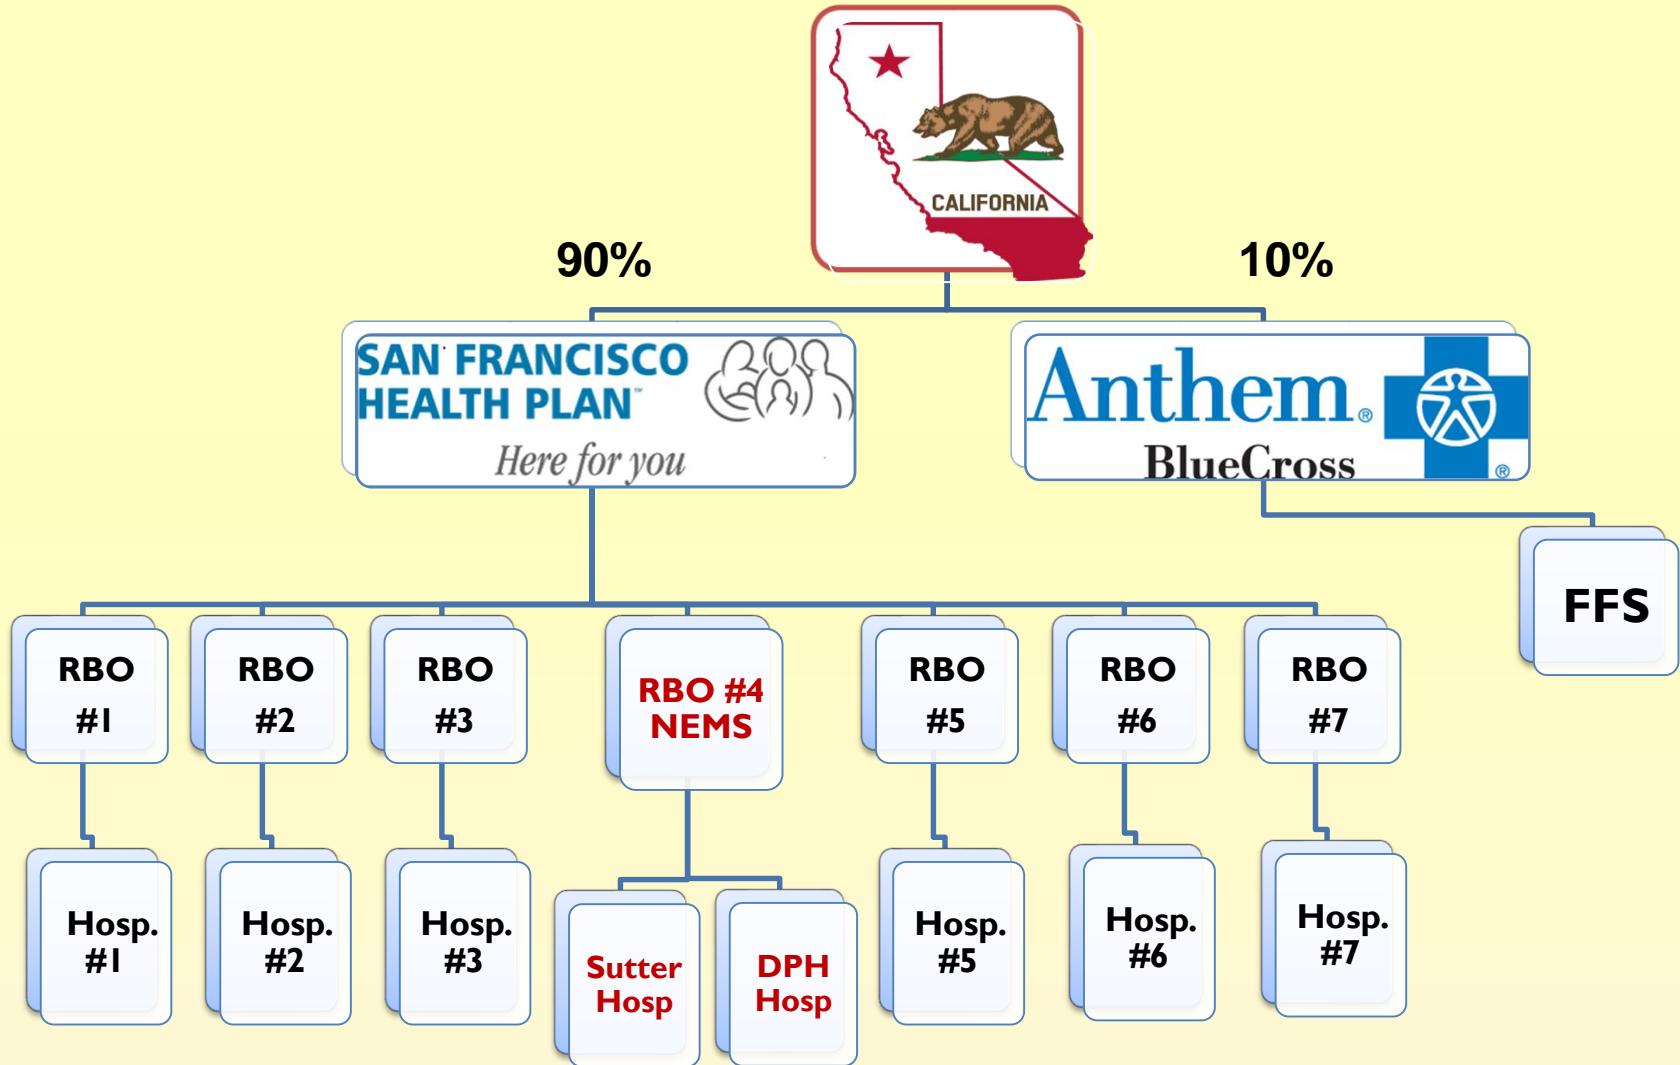 CALIFORNIA
90%
10%
SAN FRANCISCO
HEALTH PLAN™
Here for you
Anthem®
BlueCross
®
FFS
RBO
#1
RBO
#2
RBO
#3
RBO #4
NEMS
RBO
#5
RBO
#6
RBO
#7
Hosp.
#1
Hosp.
#2
Hosp.
#3
Sutter
Hosp
DPH
Hosp
Hosp.
#5
Hosp.
#6
Hosp.
#7